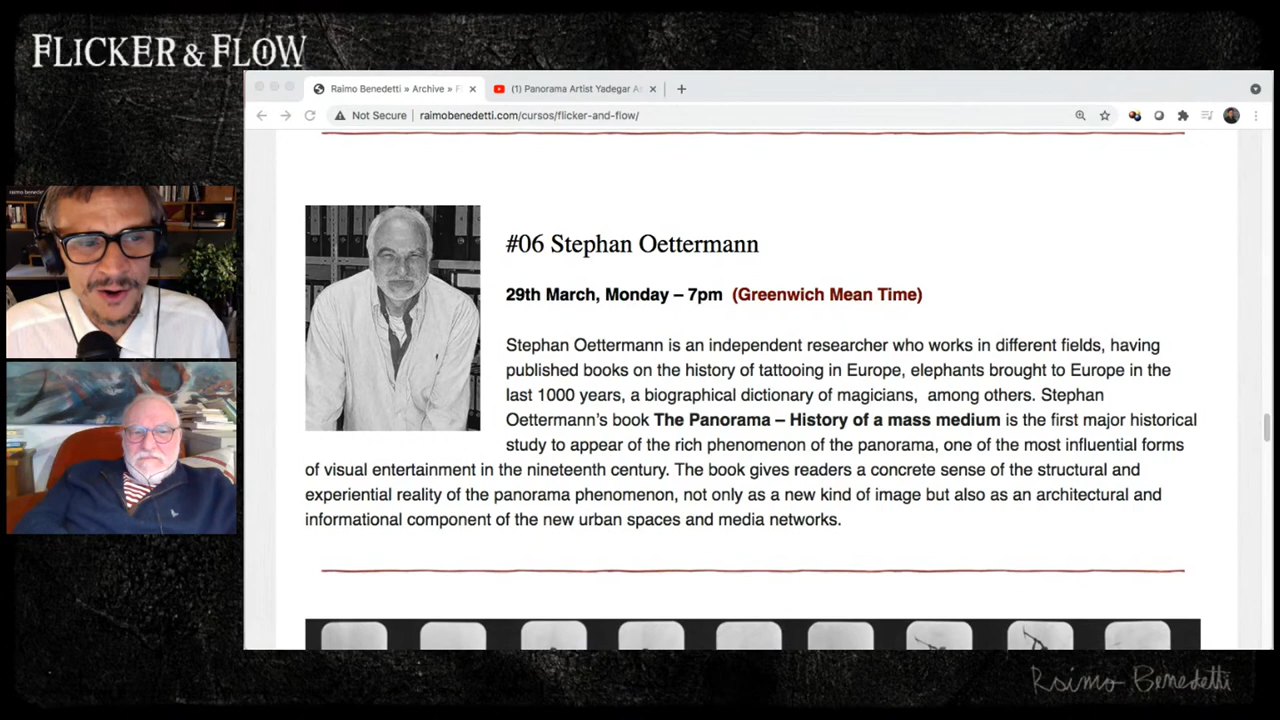 FLICKER & FLOW
Raimo Benedetti » Archive » F
(1) Panorama Artist Yadegar As
Not Secure
raimobenedetti.com/cursos/flicker-and-flow/
raimo benede
#06 Stephan Oettermann
29th March, Monday – 7pm (Greenwich Mean Time)
Stephan Oettermann is an independent researcher who works in different fields, having
published books on the history of tattooing in Europe, elephants brought to Europe in the
last 1000 years, a biographical dictionary of magicians, among others. Stephan
Oettermann's book The Panorama – History of a mass medium is the first major historical
study to appear of the rich phenomenon of the panorama, one of the most influential forms
of visual entertainment in the nineteenth century. The book gives readers a concrete sense of the structural and
experiential reality of the panorama phenomenon, not only as a new kind of image but also as an architectural and
informational component of the new urban spaces and media networks.
Raimo Benedetti